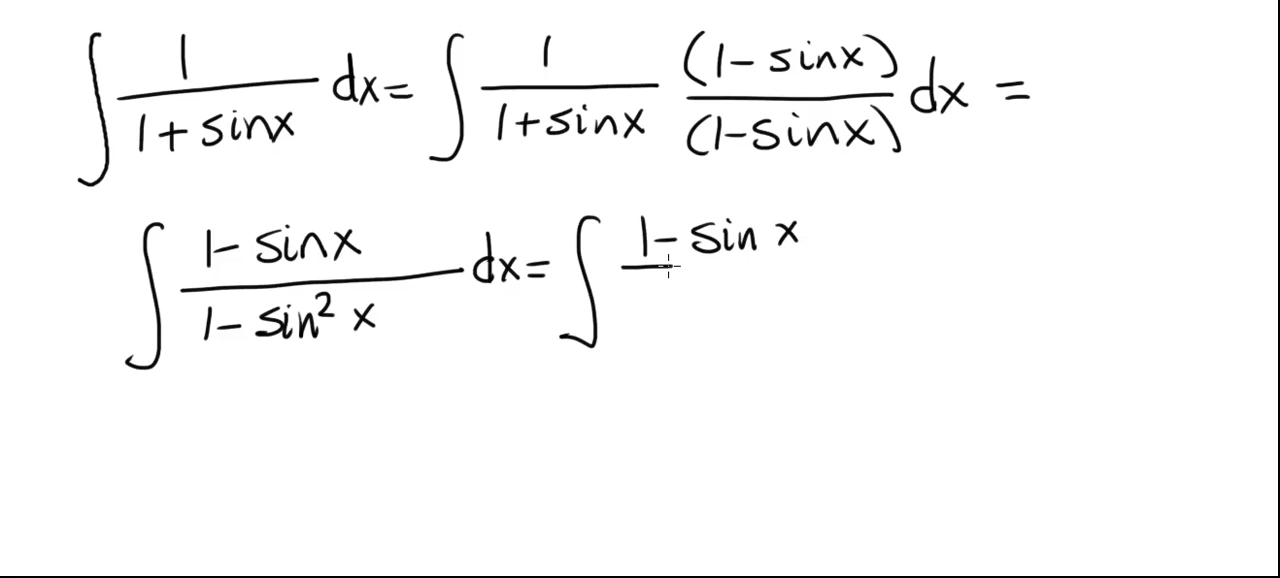 ∫ 1/(1+sinx) dx = ∫ 1/(1+sinx) (1-sinx)/(1-sinx) dx =
∫ (1-sinx)/(1-sin² x) dx = ∫ 1-sin x